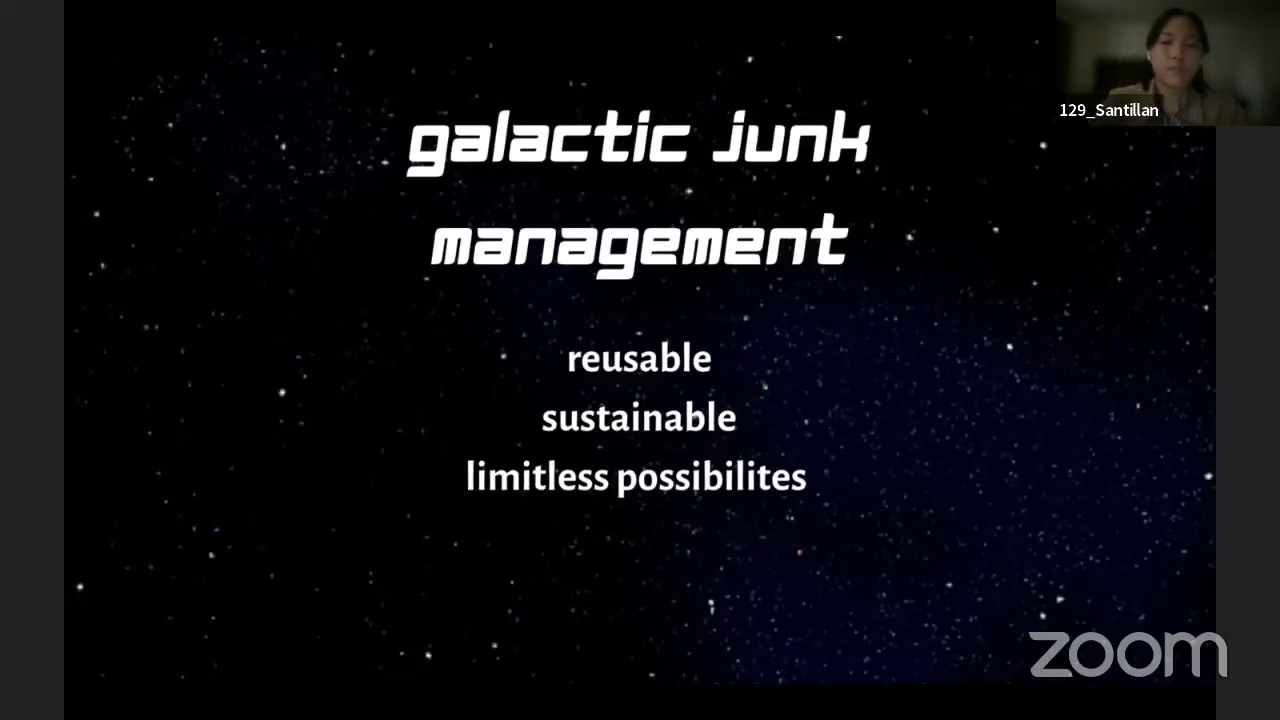 129_Santillan
galactic junk
management
reusable
sustainable
limitless possibilites
zoom